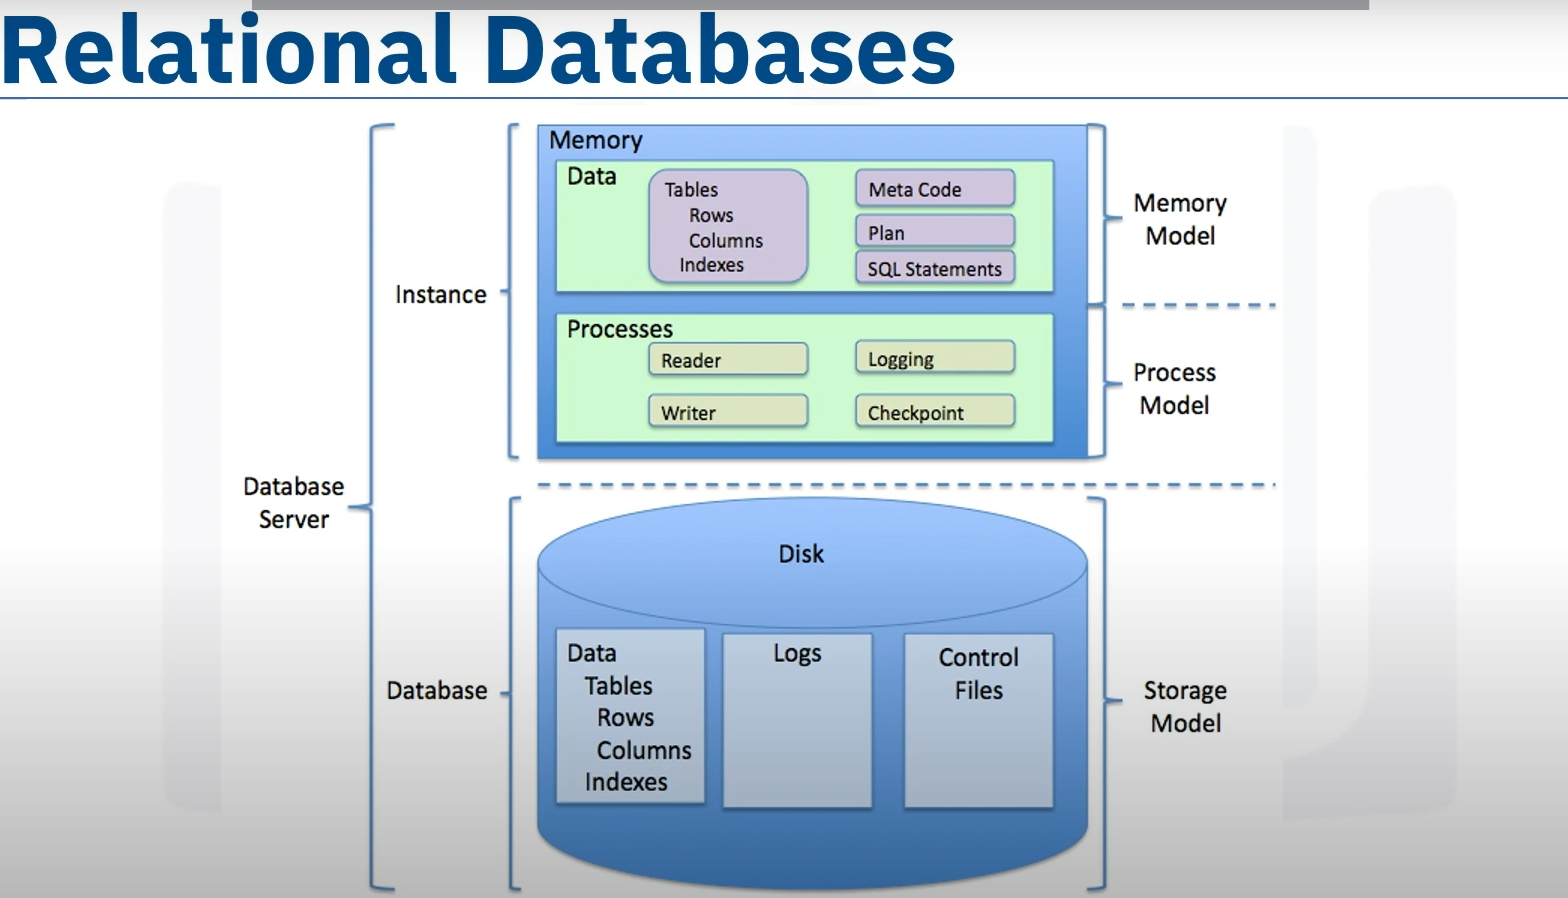 Relational Databases
Memory
Data
Tables
Rows
Columns
Indexes
Meta Code
Plan
SQL Statements
Memory
Model
Instance
Processes
Reader
Logging
Writer
Checkpoint
Process
Model
Database
Server
Disk
Database
Data
Tables
Rows
Columns
Indexes
Logs
Control
Files
Storage
Model